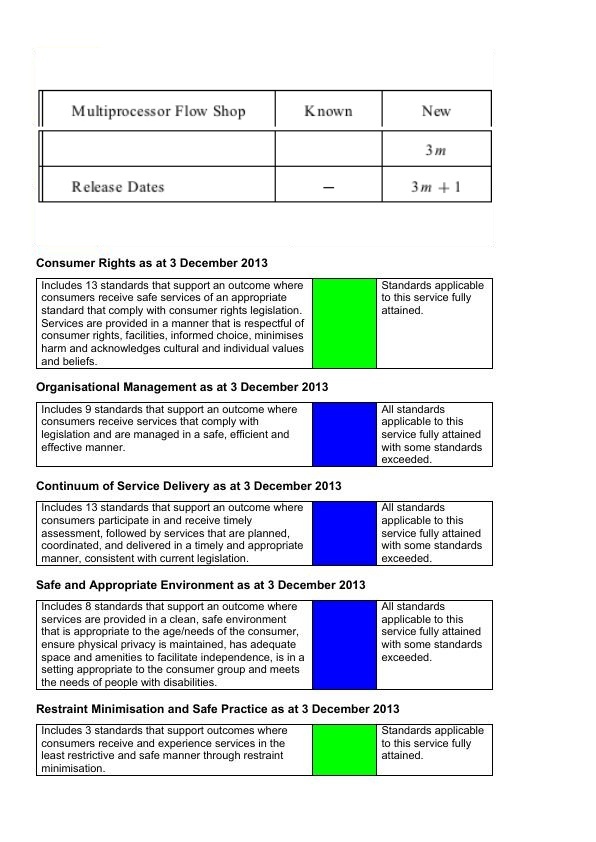 Multiprocessor Flow Shop Known New
3m
Release Dates — 3m + 1
Consumer Rights as at 3 December 2013
Includes 13 standards that support an outcome where
consumers receive safe services of an appropriate
standard that comply with consumer rights legislation.
Services are provided in a manner that is respectful of
consumer rights, facilities, informed choice, minimises
harm and acknowledges cultural and individual values
and beliefs.
Standards applicable
to this service fully
attained.
Organisational Management as at 3 December 2013
Includes 9 standards that support an outcome where
consumers receive services that comply with
legislation and are managed in a safe, efficient and
effective manner.
All standards
applicable to this
service fully attained
with some standards
exceeded.
Continuum of Service Delivery as at 3 December 2013
Includes 13 standards that support an outcome where
consumers participate in and receive timely
assessment, followed by services that are planned,
coordinated, and delivered in a timely and appropriate
manner, consistent with current legislation.
All standards
applicable to this
service fully attained
with some standards
exceeded.
Safe and Appropriate Environment as at 3 December 2013
Includes 8 standards that support an outcome where
services are provided in a clean, safe environment
that is appropriate to the age/needs of the consumer,
ensure physical privacy is maintained, has adequate
space and amenities to facilitate independence, is in a
setting appropriate to the consumer group and meets
the needs of people with disabilities.
All standards
applicable to this
service fully attained
with some standards
exceeded.
Restraint Minimisation and Safe Practice as at 3 December 2013
Includes 3 standards that support outcomes where
consumers receive and experience services in the
least restrictive and safe manner through restraint
minimisation.
Standards applicable
to this service fully
attained.